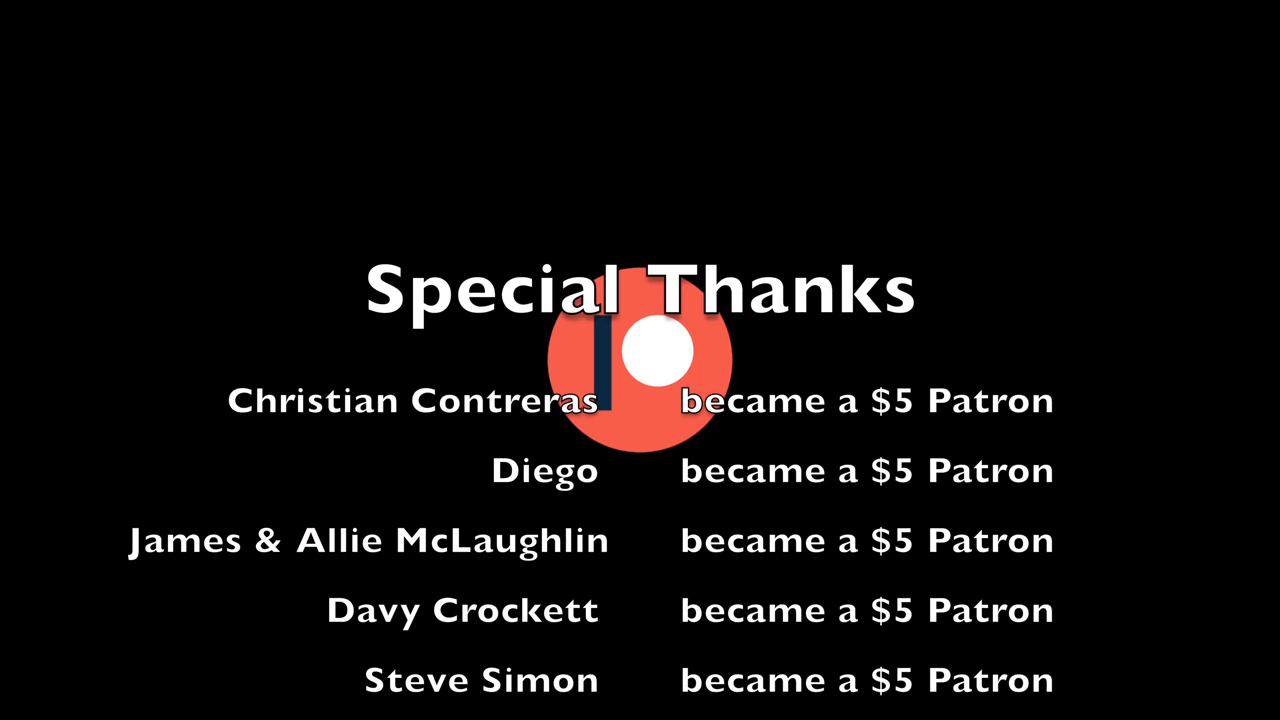 Special Thanks
Christian Contreras became a $5 Patron
Diego became a $5 Patron
James & Allie McLaughlin became a $5 Patron
Davy Crockett became a $5 Patron
Steve Simon became a $5 Patron